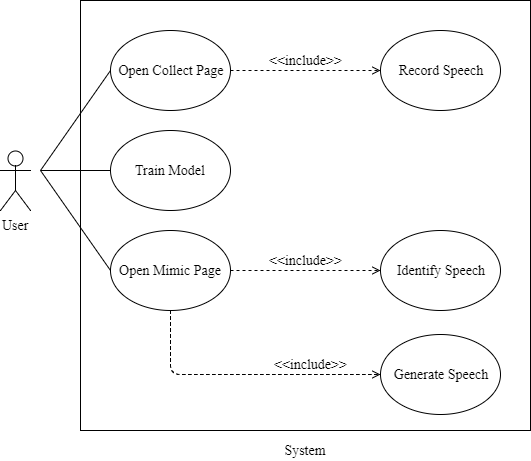 Open Collect Page
<<include>>
Record Speech
Train Model
User
Open Mimic Page
<<include>>
Identify Speech
<<include>>
Generate Speech
System